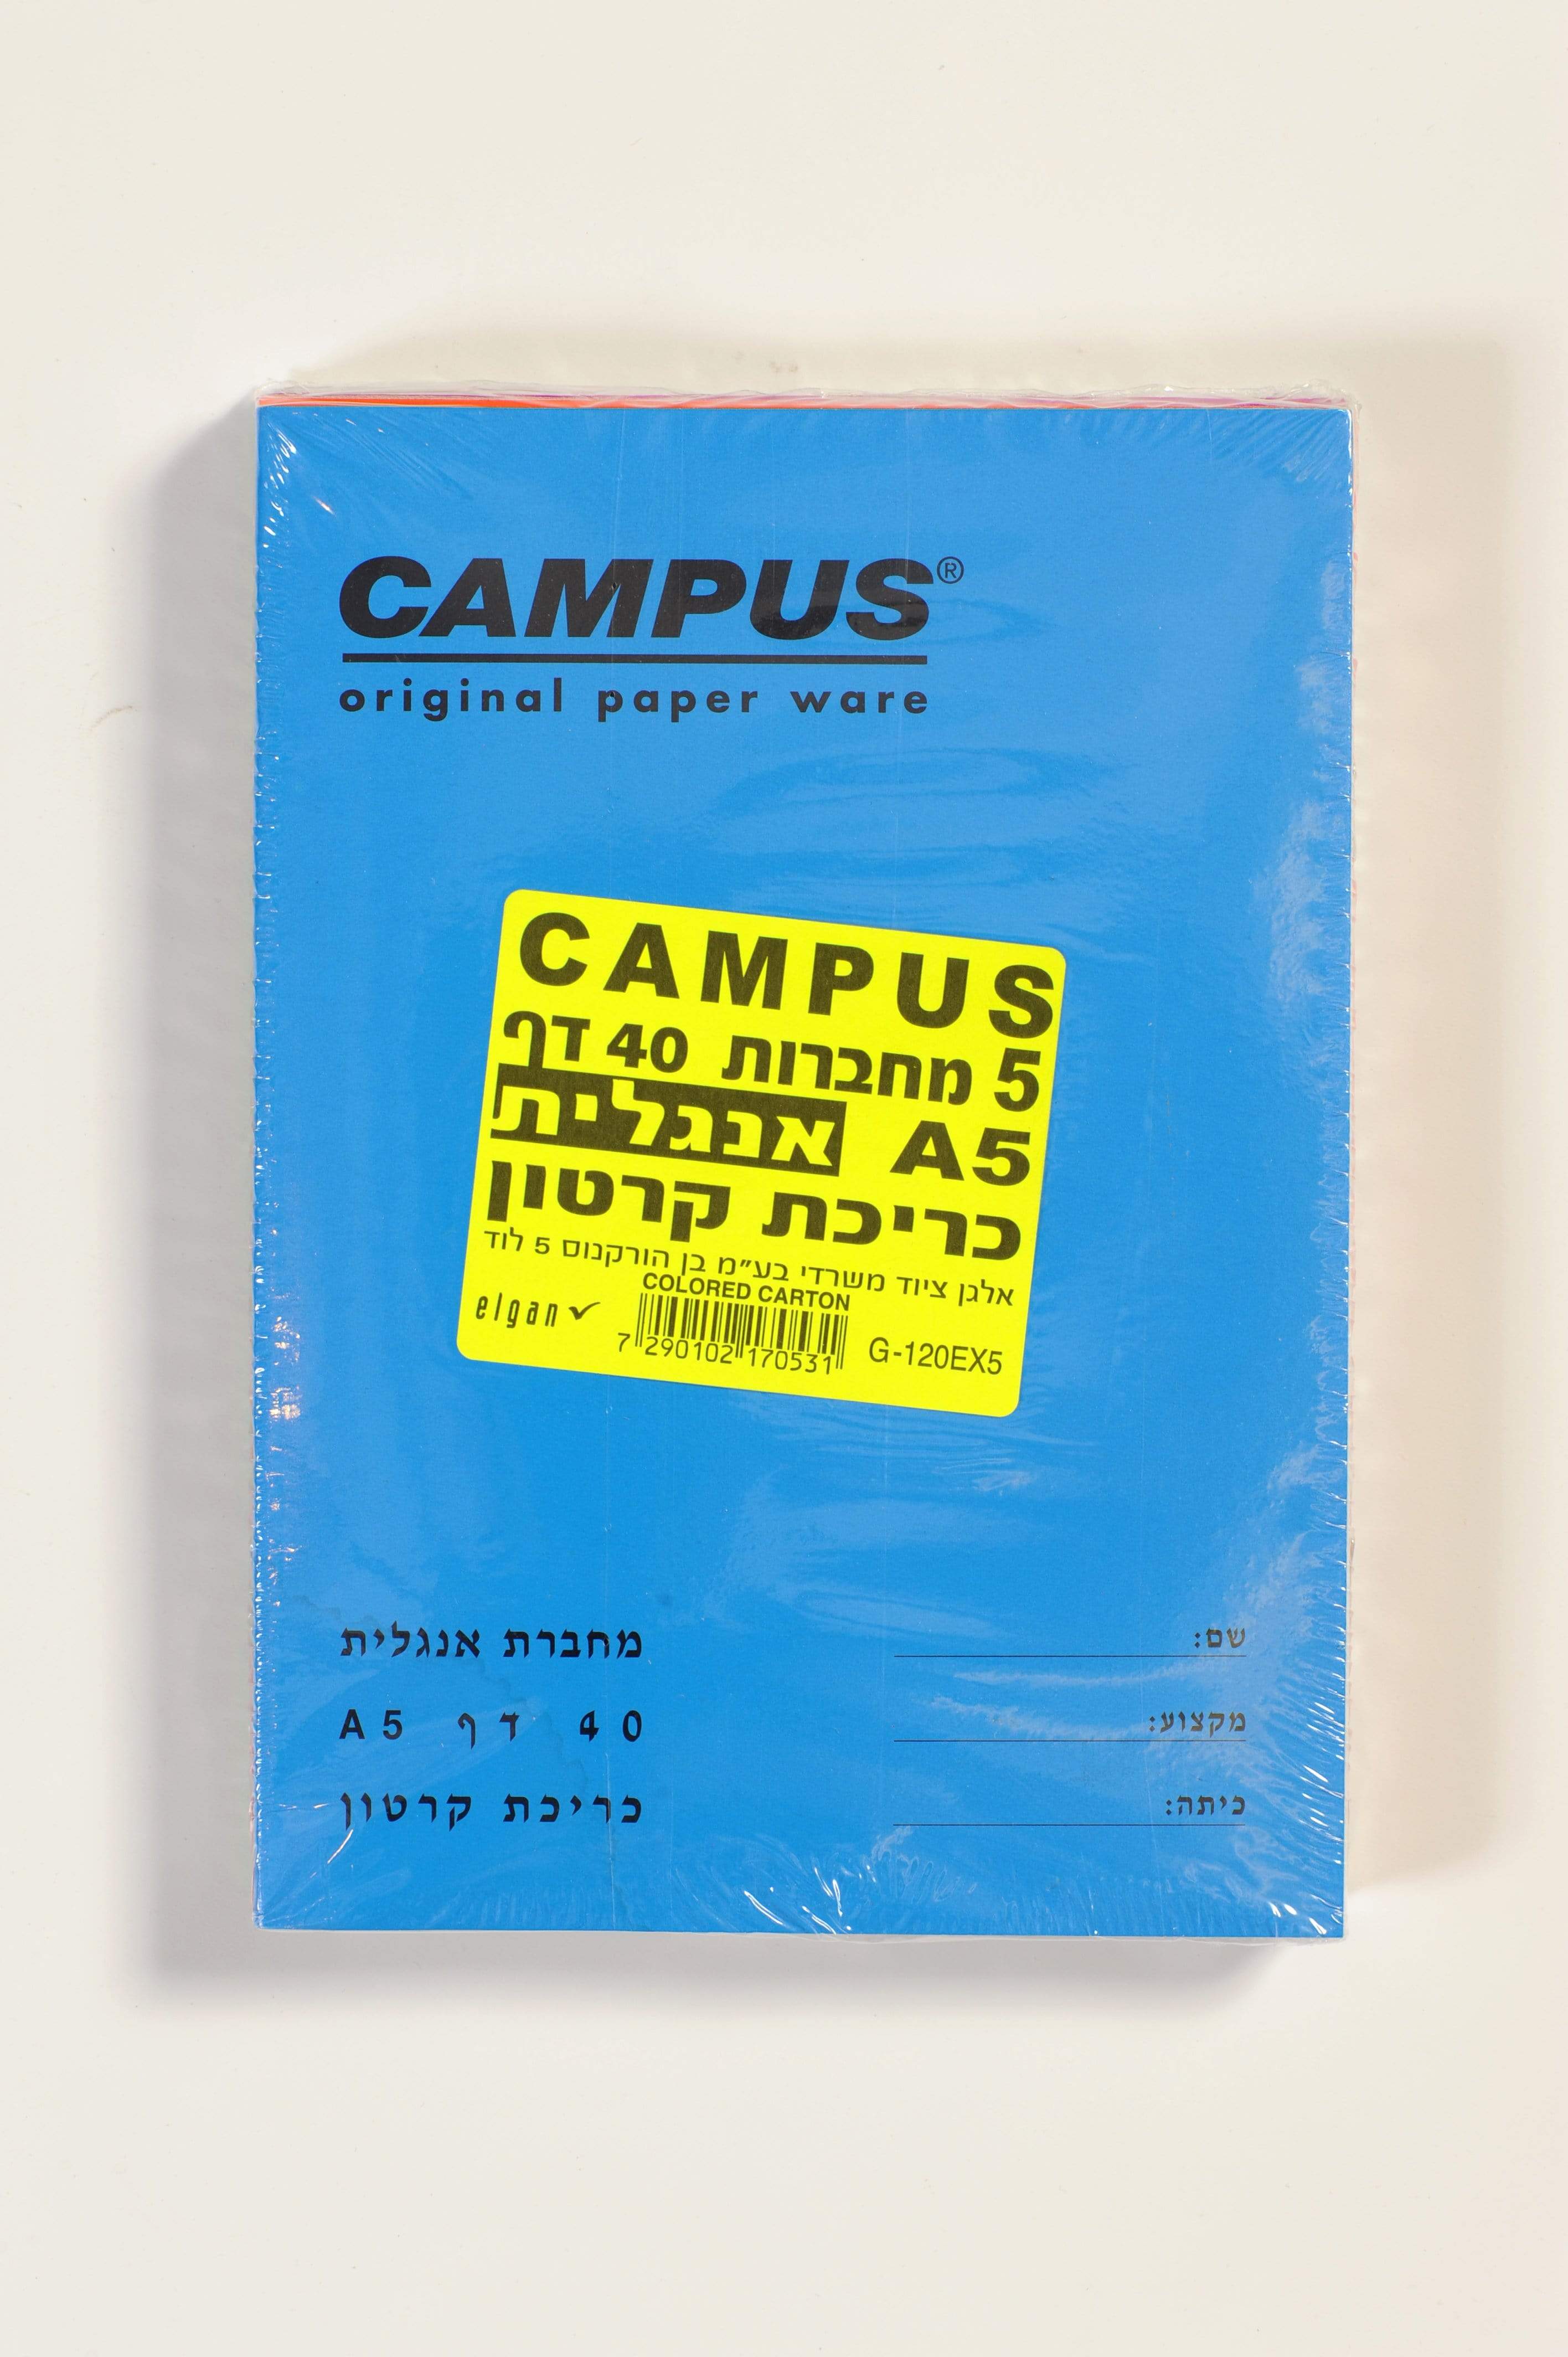 CAMPUS®
original paper ware
CAMPUS
5 מחברות 40 דף
A5 אנגלית
כריכת קרטון
אלגן ציוד משרדי בע״מ בן הורקנוס 5 לוד
COLORED CARTON
elgan
7 290102 170531
G-120EX5
מחברת אנגלית
40 דף A5
כריכת קרטון
שם:
מקצוע:
כיתה: